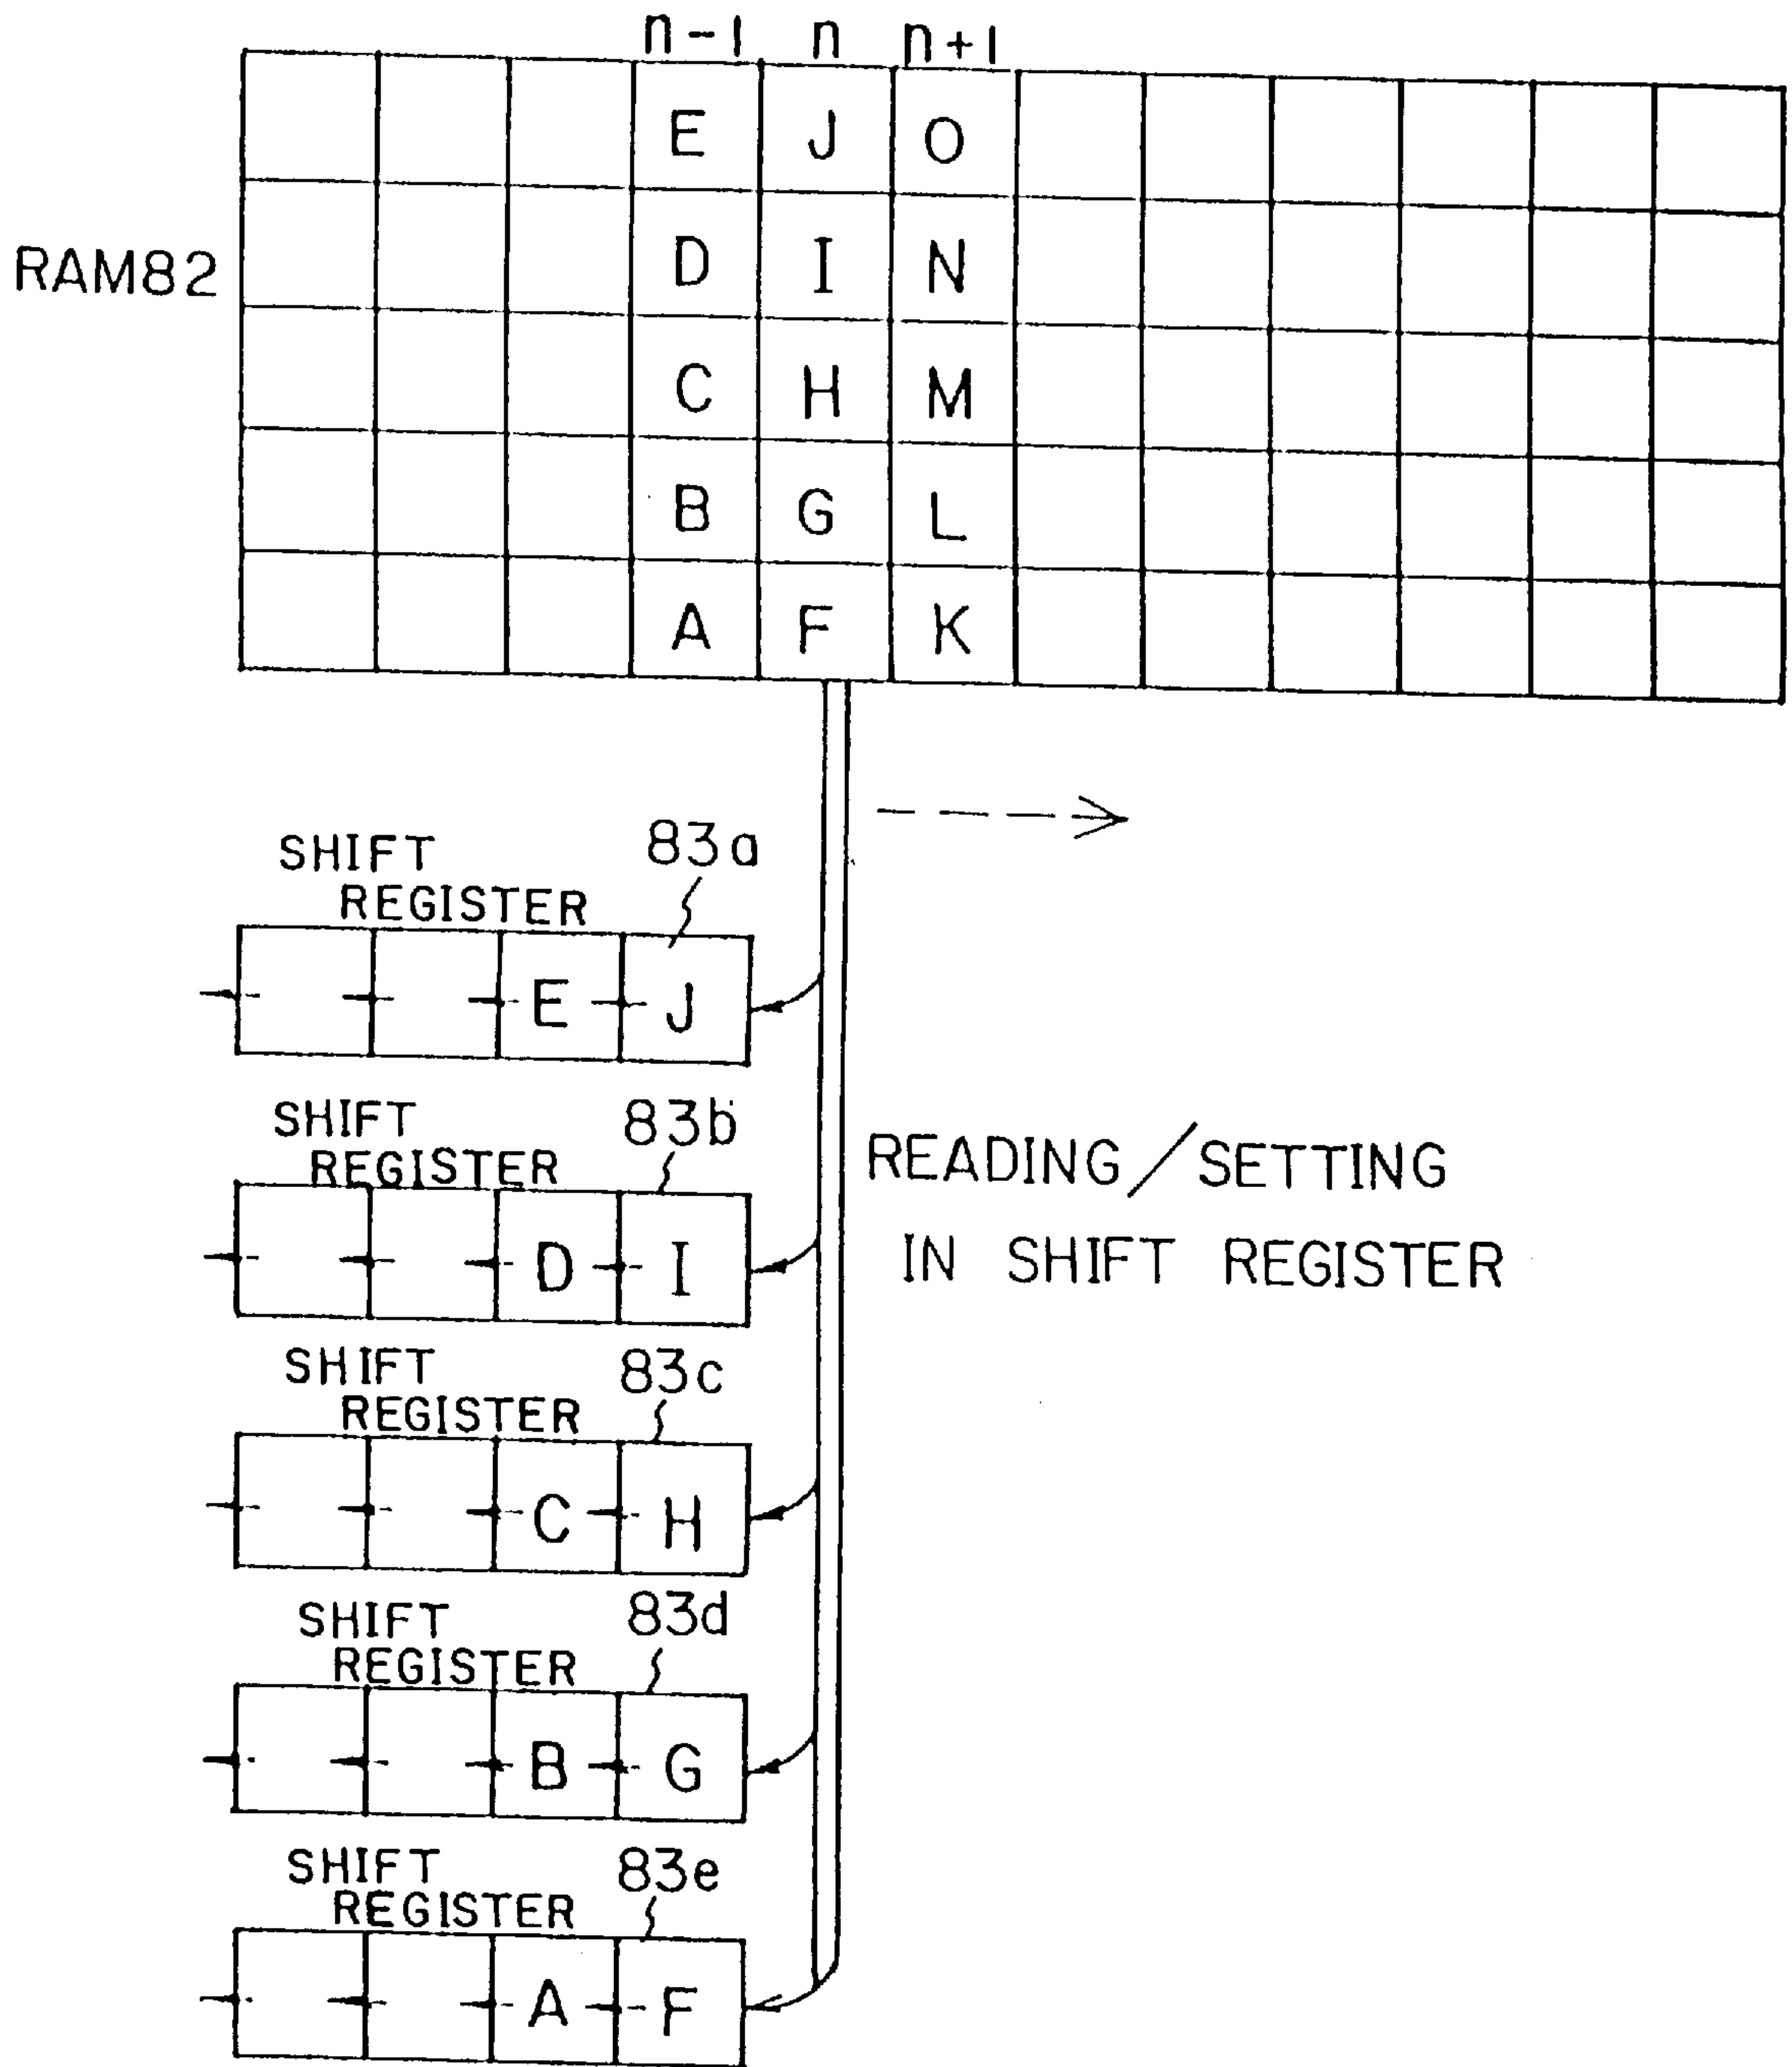 n-1 n n+1
E J O
RAM82 D I N
C H M
B G L
A F K
SHIFT REGISTER 83a
E J
SHIFT REGISTER 83b
D I
READING/SETTING
IN SHIFT REGISTER
SHIFT REGISTER 83c
C H
SHIFT REGISTER 83d
B G
SHIFT REGISTER 83e
A F